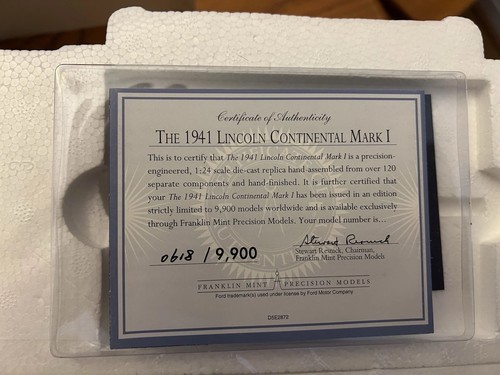 Certificate of Authenticity
THE 1941 LINCOLN CONTINENTAL MARK I
This is to certify that The 1941 Lincoln Continental Mark I is a precision-
engineered, 1:24 scale die-cast replica hand-assembled from over 120
separate components and hand-finished. It is further certified that
your The 1941 Lincoln Continental Mark I has been issued in an edition
strictly limited to 9,900 models worldwide and is available exclusively
through Franklin Mint Precision Models. Your model number is...
0618 / 9,900
Stewart Resnick
Stewart Resnick, Chairman,
Franklin Mint Precision Models
FRANKLIN MINT PRECISION MODELS
Ford trademark(s) used under license by Ford Motor Company.
D5E2872